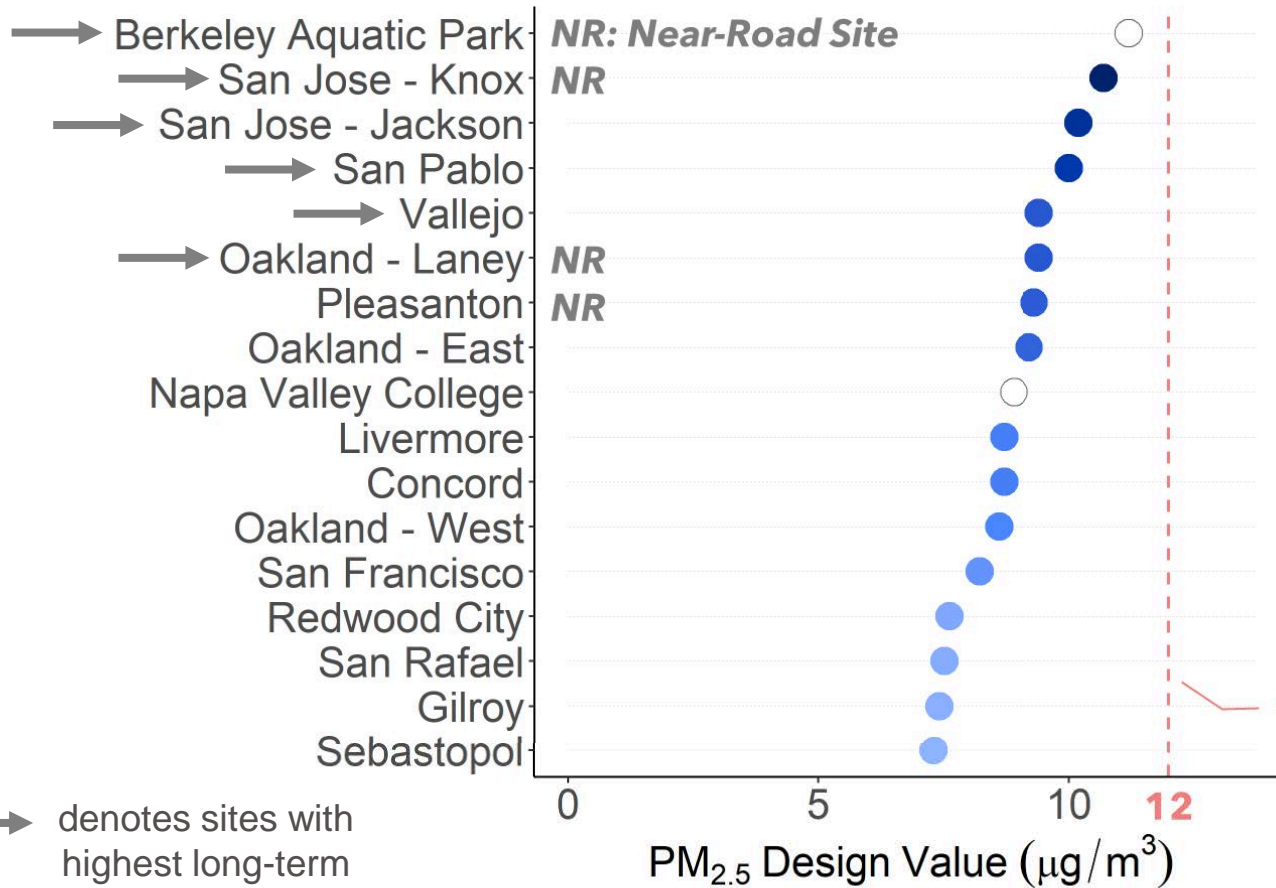 Berkeley Aquatic Park NR: Near-Road Site
San Jose - Knox NR
San Jose - Jackson
San Pablo
Vallejo
Oakland - Laney NR
Pleasanton NR
Oakland - East
Napa Valley College
Livermore
Concord
Oakland - West
San Francisco
Redwood City
San Rafael
Gilroy
Sebastopol
0 5 10 12
PM2.5 Design Value (μg/m³)
denotes sites with
highest long-term